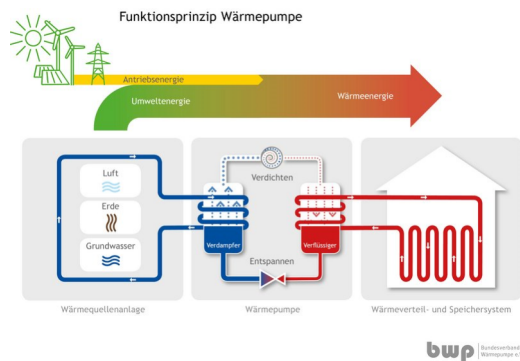 Funktionsprinzip Wärmepumpe
Antriebsenergie
Umweltenergie
Wärmeenergie
Luft
Erde
Grundwasser
Verdichten
Verdampfer
Verflüssiger
Entspannen
Wärmequellenanlage
Wärmepumpe
Wärmeverteil- und Speichersystem
bwp
Bundesverband
Wärmepumpe e.